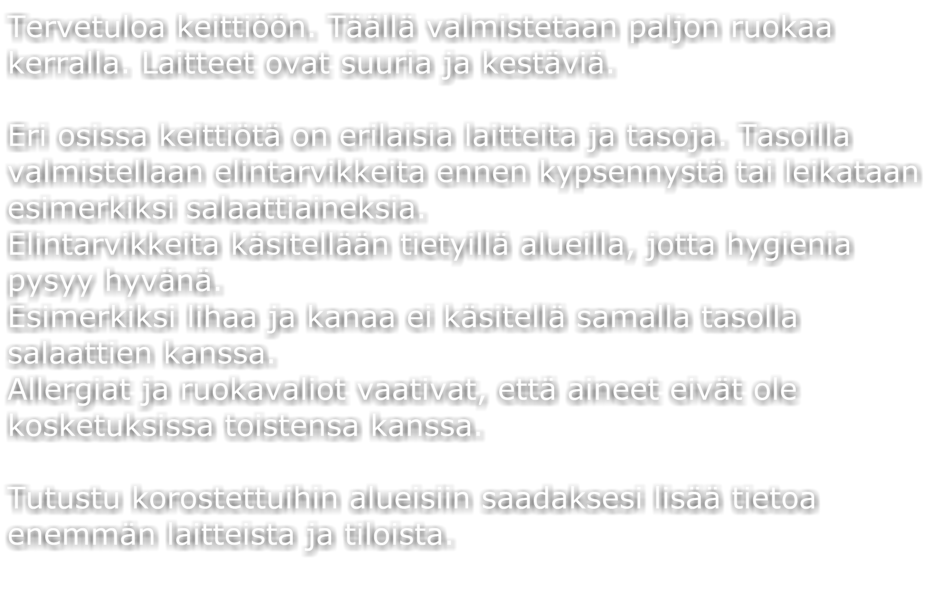 Tervetuloa keittiöön. Täällä valmistetaan paljon ruokaa
kerralla. Laitteet ovat suuria ja kestäviä.
Eri osissa keittiötä on erilaisia laitteita ja tasoja. Tasoilla
valmistellaan elintarvikkeita ennen kypsennystä tai leikataan
esimerkiksi salaattiaineksia.
Elintarvikkeita käsitellään tietyillä alueilla, jotta hygienia
pysyy hyvänä.
Esimerkiksi lihaa ja kanaa ei käsitellä samalla tasolla
salaattien kanssa.
Allergiat ja ruokavaliot vaativat, että aineet eivät ole
kosketuksissa toistensa kanssa.
Tutustu korostettuihin alueisiin saadaksesi lisää tietoa
enemmän laitteista ja tiloista.